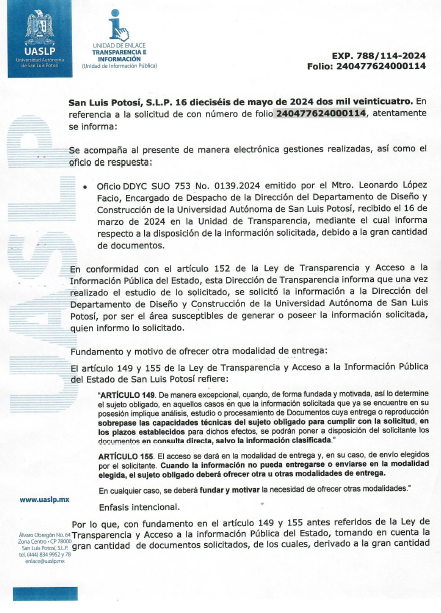 UASLP
Universidad Autónoma
de San Luis Potosí
UNIDAD DE ENLACE
TRANSPARENCIA E
INFORMACIÓN
(Unidad de Información Pública)
EXP. 788/114-2024
Folio: 240477624000114
San Luis Potosí, S.L.P. 16 dieciséis de mayo de 2024 dos mil veinticuatro. En
referencia a la solicitud de con número de folio 240477624000114, atentamente
se informa:
Se acompaña al presente de manera electrónica gestiones realizadas, así como el
oficio de respuesta:
• Oficio DDYC SUO 753 No. 0139.2024 emitido por el Mtro. Leonardo López
Facio, Encargado de Despacho de la Dirección del Departamento de Diseño y
Construcción de la Universidad Autónoma de San Luis Potosí, recibido el 16 de
marzo de 2024 en la Unidad de Transparencia, mediante el cual informa
respecto a la disposición de la información solicitada, debido a la gran cantidad
de documentos.
En conformidad con el artículo 152 de la Ley de Transparencia y Acceso a la
Información Pública del Estado, esta Dirección de Transparencia informa que una vez
realizado el estudio de lo solicitado, se solicitó la información a la Dirección del
Departamento de Diseño y Construcción de la Universidad Autónoma de San Luis
Potosí, por ser el área susceptibles de generar o poseer la información solicitada,
quien informo lo solicitado.
Fundamento y motivo de ofrecer otra modalidad de entrega:
El artículo 149 y 155 de la Ley de Transparencia y Acceso a la Información Pública
del Estado de San Luis Potosí refiere:
"ARTÍCULO 149. De manera excepcional, cuando, de forma fundada y motivada, así lo determine
el sujeto obligado, en aquellos casos en que la información solicitada que ya se encuentre en su
posesión implique análisis, estudio o procesamiento de Documentos cuya entrega o reproducción
sobrepase las capacidades técnicas del sujeto obligado para cumplir con la solicitud, en
los plazos establecidos para dichos efectos, se podrán poner a disposición del solicitante los
documentos en consulta directa, salvo la información clasificada."
ARTÍCULO 155. El acceso se dará en la modalidad de entrega y, en su caso, de envío elegidos
por el solicitante. Cuando la información no pueda entregarse o enviarse en la modalidad
elegida, el sujeto obligado deberá ofrecer otra u otras modalidades de entrega.
En cualquier caso, se deberá fundar y motivar la necesidad de ofrecer otras modalidades."
Enfasis intencional.
www.uaslp.mx
Álvaro Obregón No. 64
Zona Centro • CP 78000
San Luis Potosí, S.L.P.
tel. (444) 834 9952 y 78
enlace@uaslp.mx
Por lo que, con fundamento en el artículo 149 y 155 antes referidos de la Ley de
Transparencia y Acceso a la información Pública del Estado, tomando en cuenta la
gran cantidad de documentos solicitados, de los cuales, derivado a la gran cantidad
UASLP